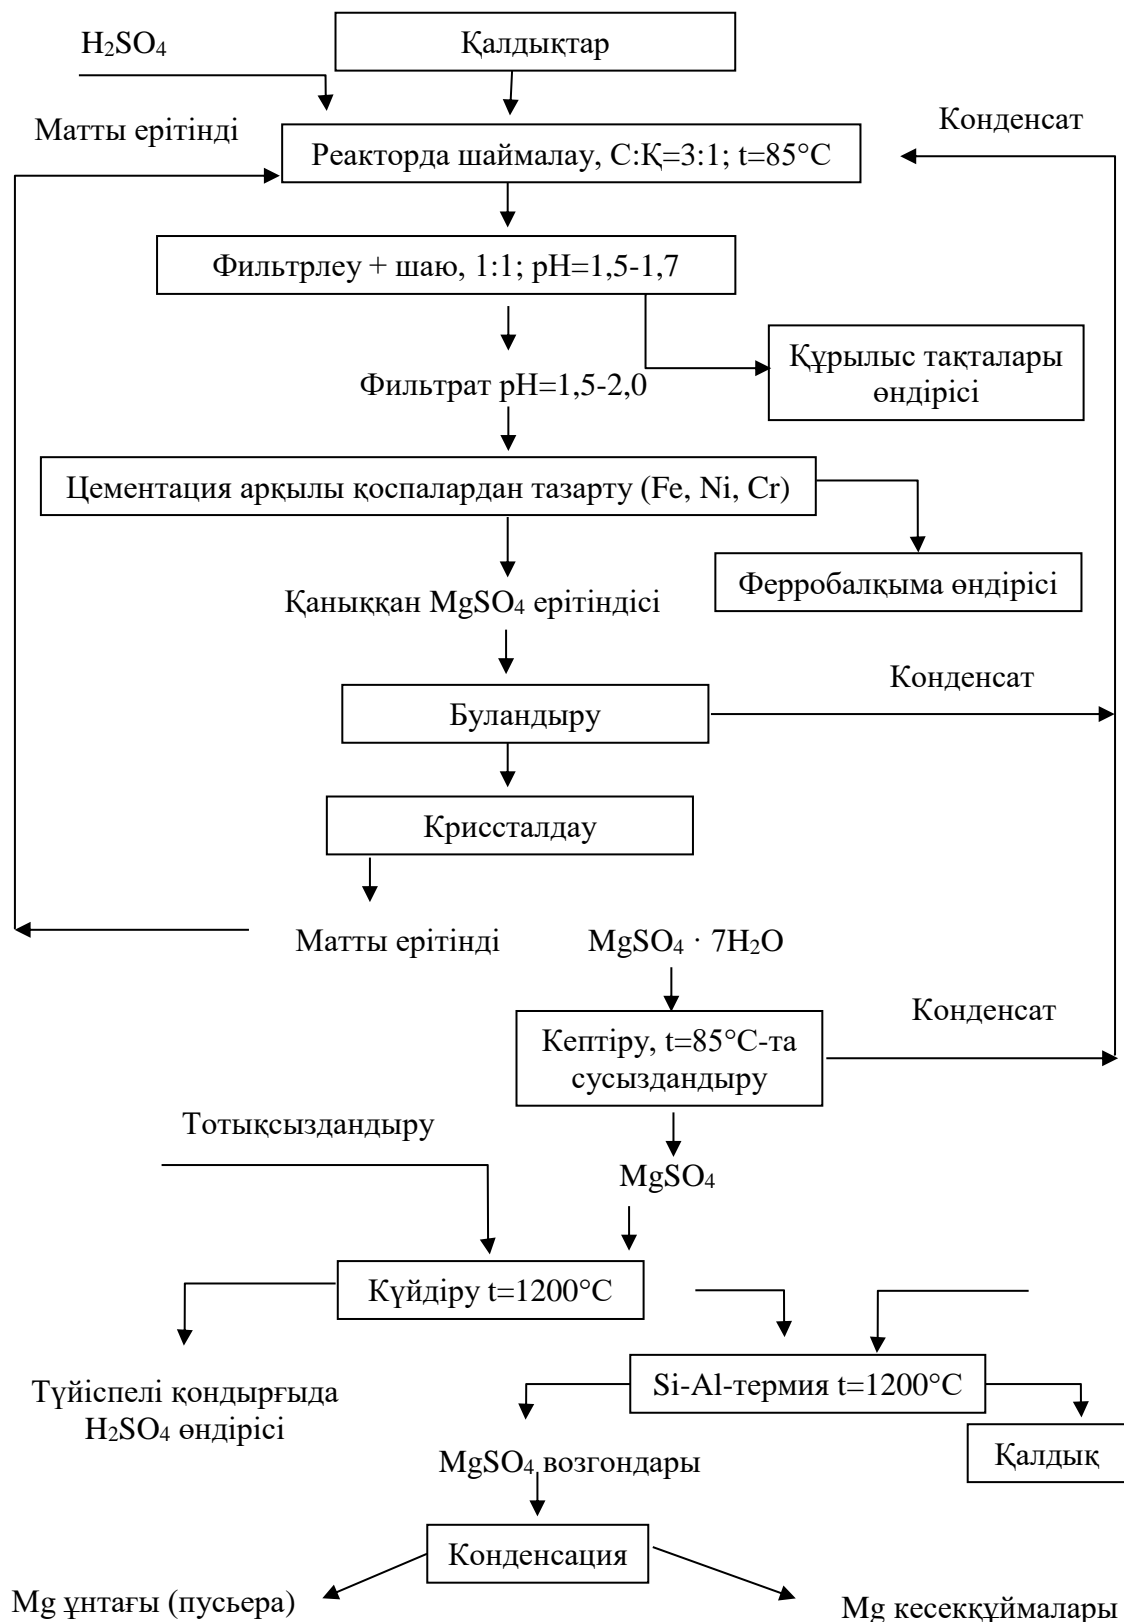 H₂SO₄
Қалдықтар
Матты ерітінді
Конденсат
Реакторда шаймалау, С:Қ=3:1; t=85°C
Фильтрлеу + шаю, 1:1; pH=1,5-1,7
Құрылыс тақталары
өндірісі
Фильтрат pH=1,5-2,0
Цементация арқылы қоспалардан тазарту (Fe, Ni, Cr)
Ферробалқыма өндірісі
Қаныққан MgSO₄ ерітіндісі
Конденсат
Буландыру
Криссталдау
Матты ерітінді
MgSO₄ · 7H₂O
Конденсат
Кептіру, t=85°C-та
сусыздандыру
Тотықсыздандыру
MgSO₄
Күйдіру t=1200°C
Si-Al-термия t=1200°C
Түйіспелі қондырғыда
H₂SO₄ өндірісі
Қалдық
MgSO₄ возгондары
Конденсация
Mg ұнтағы (пусьера)
Mg кесекқұймалары